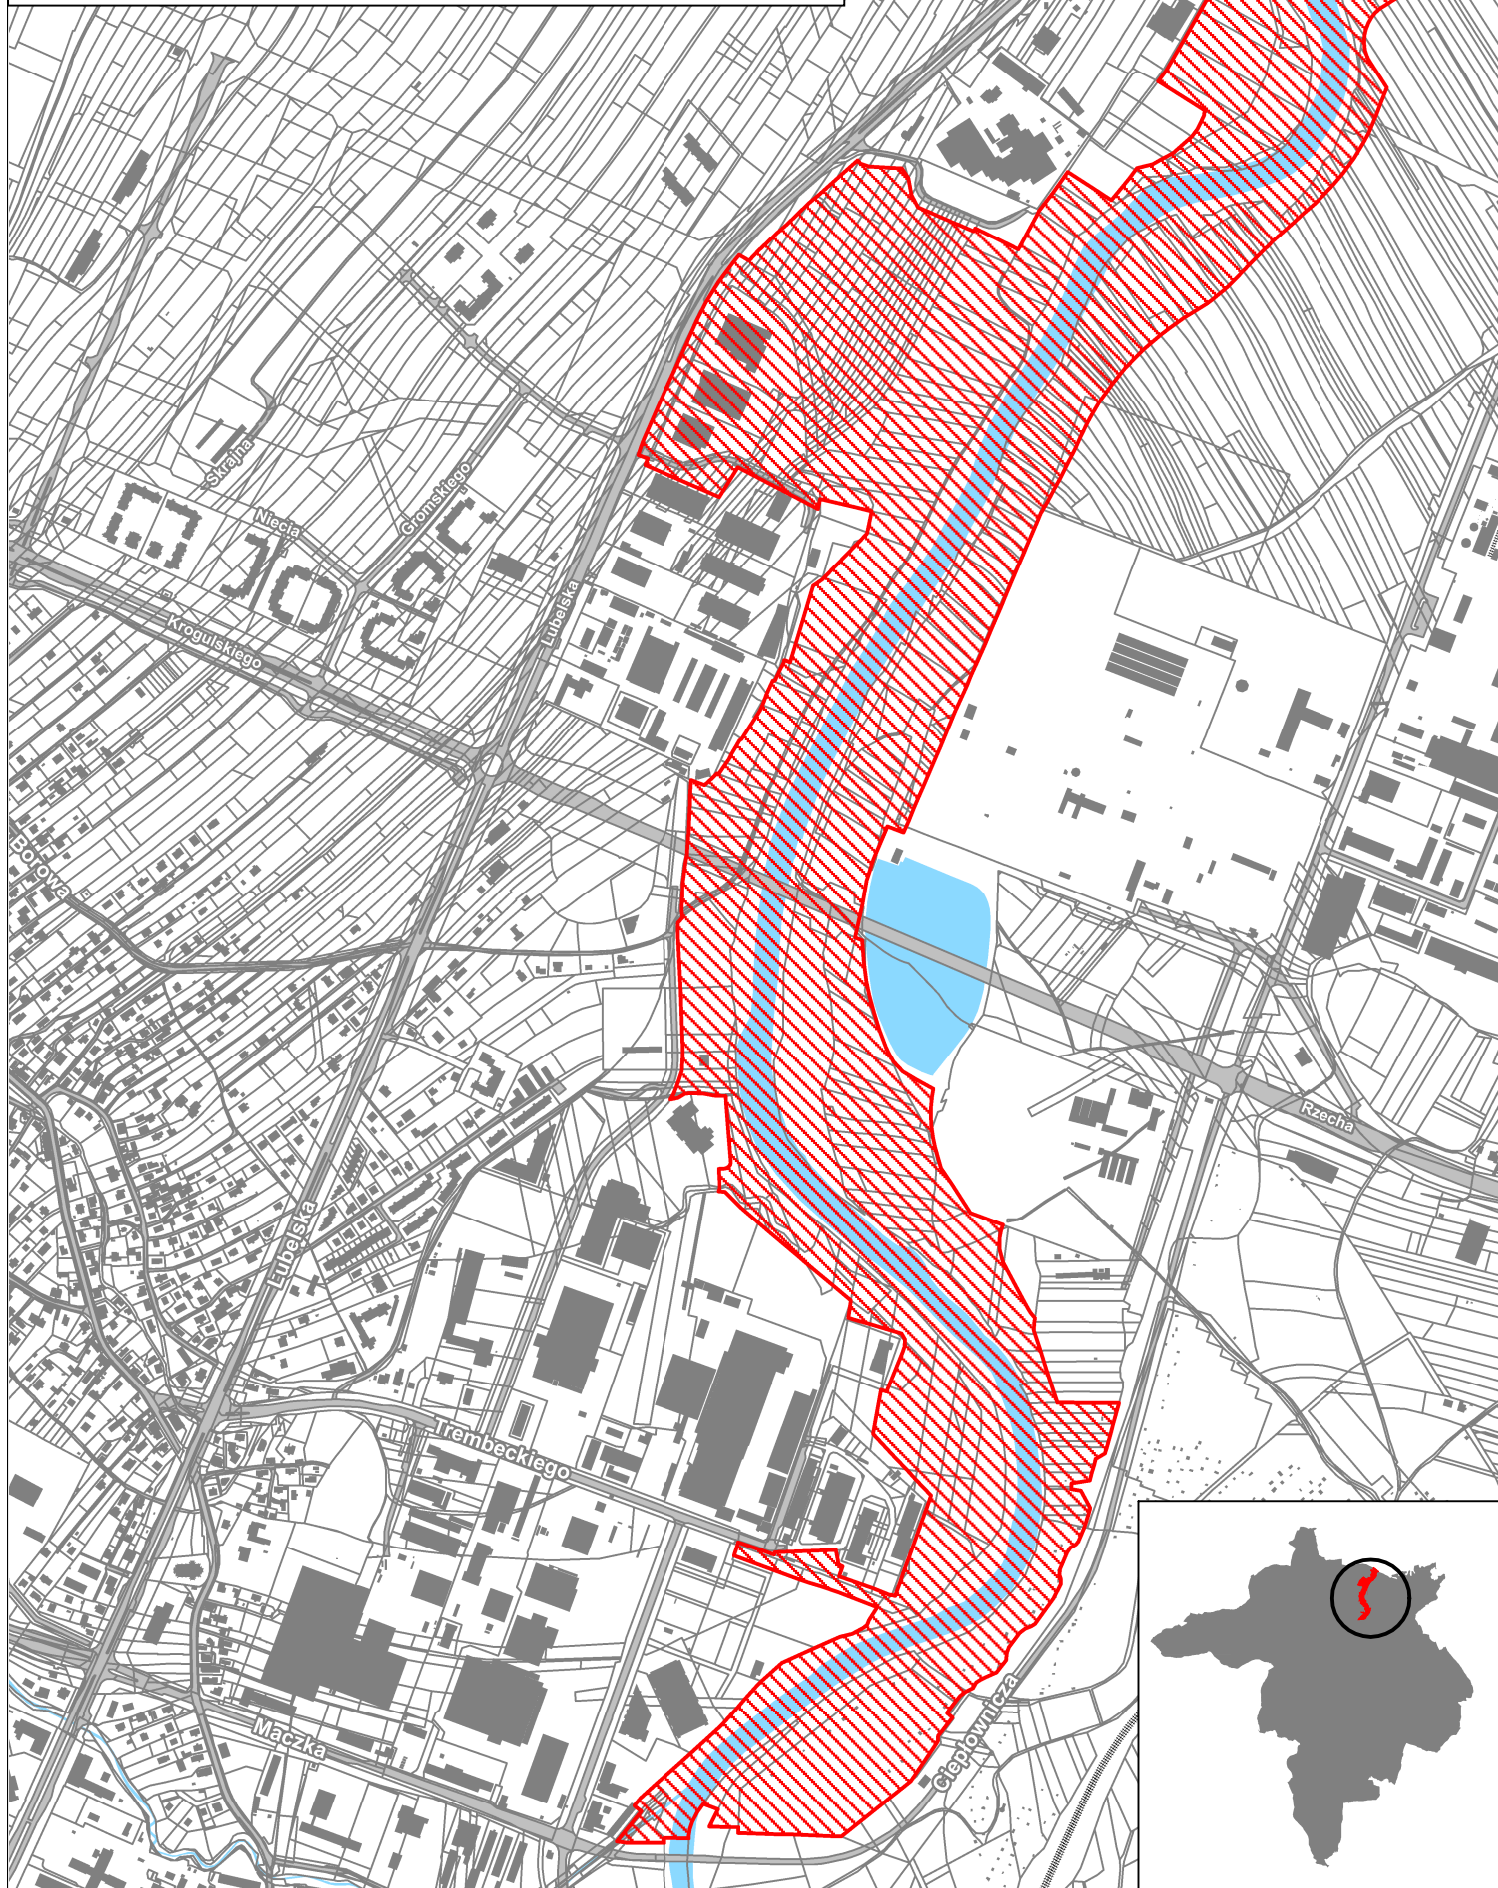 Skrajna
Gromskiego
Niecia
Lubelska
Krogulskiego
Borowa
Rzecha
Lubelska
Trembeckiego
Ciepłownicza
Maczka